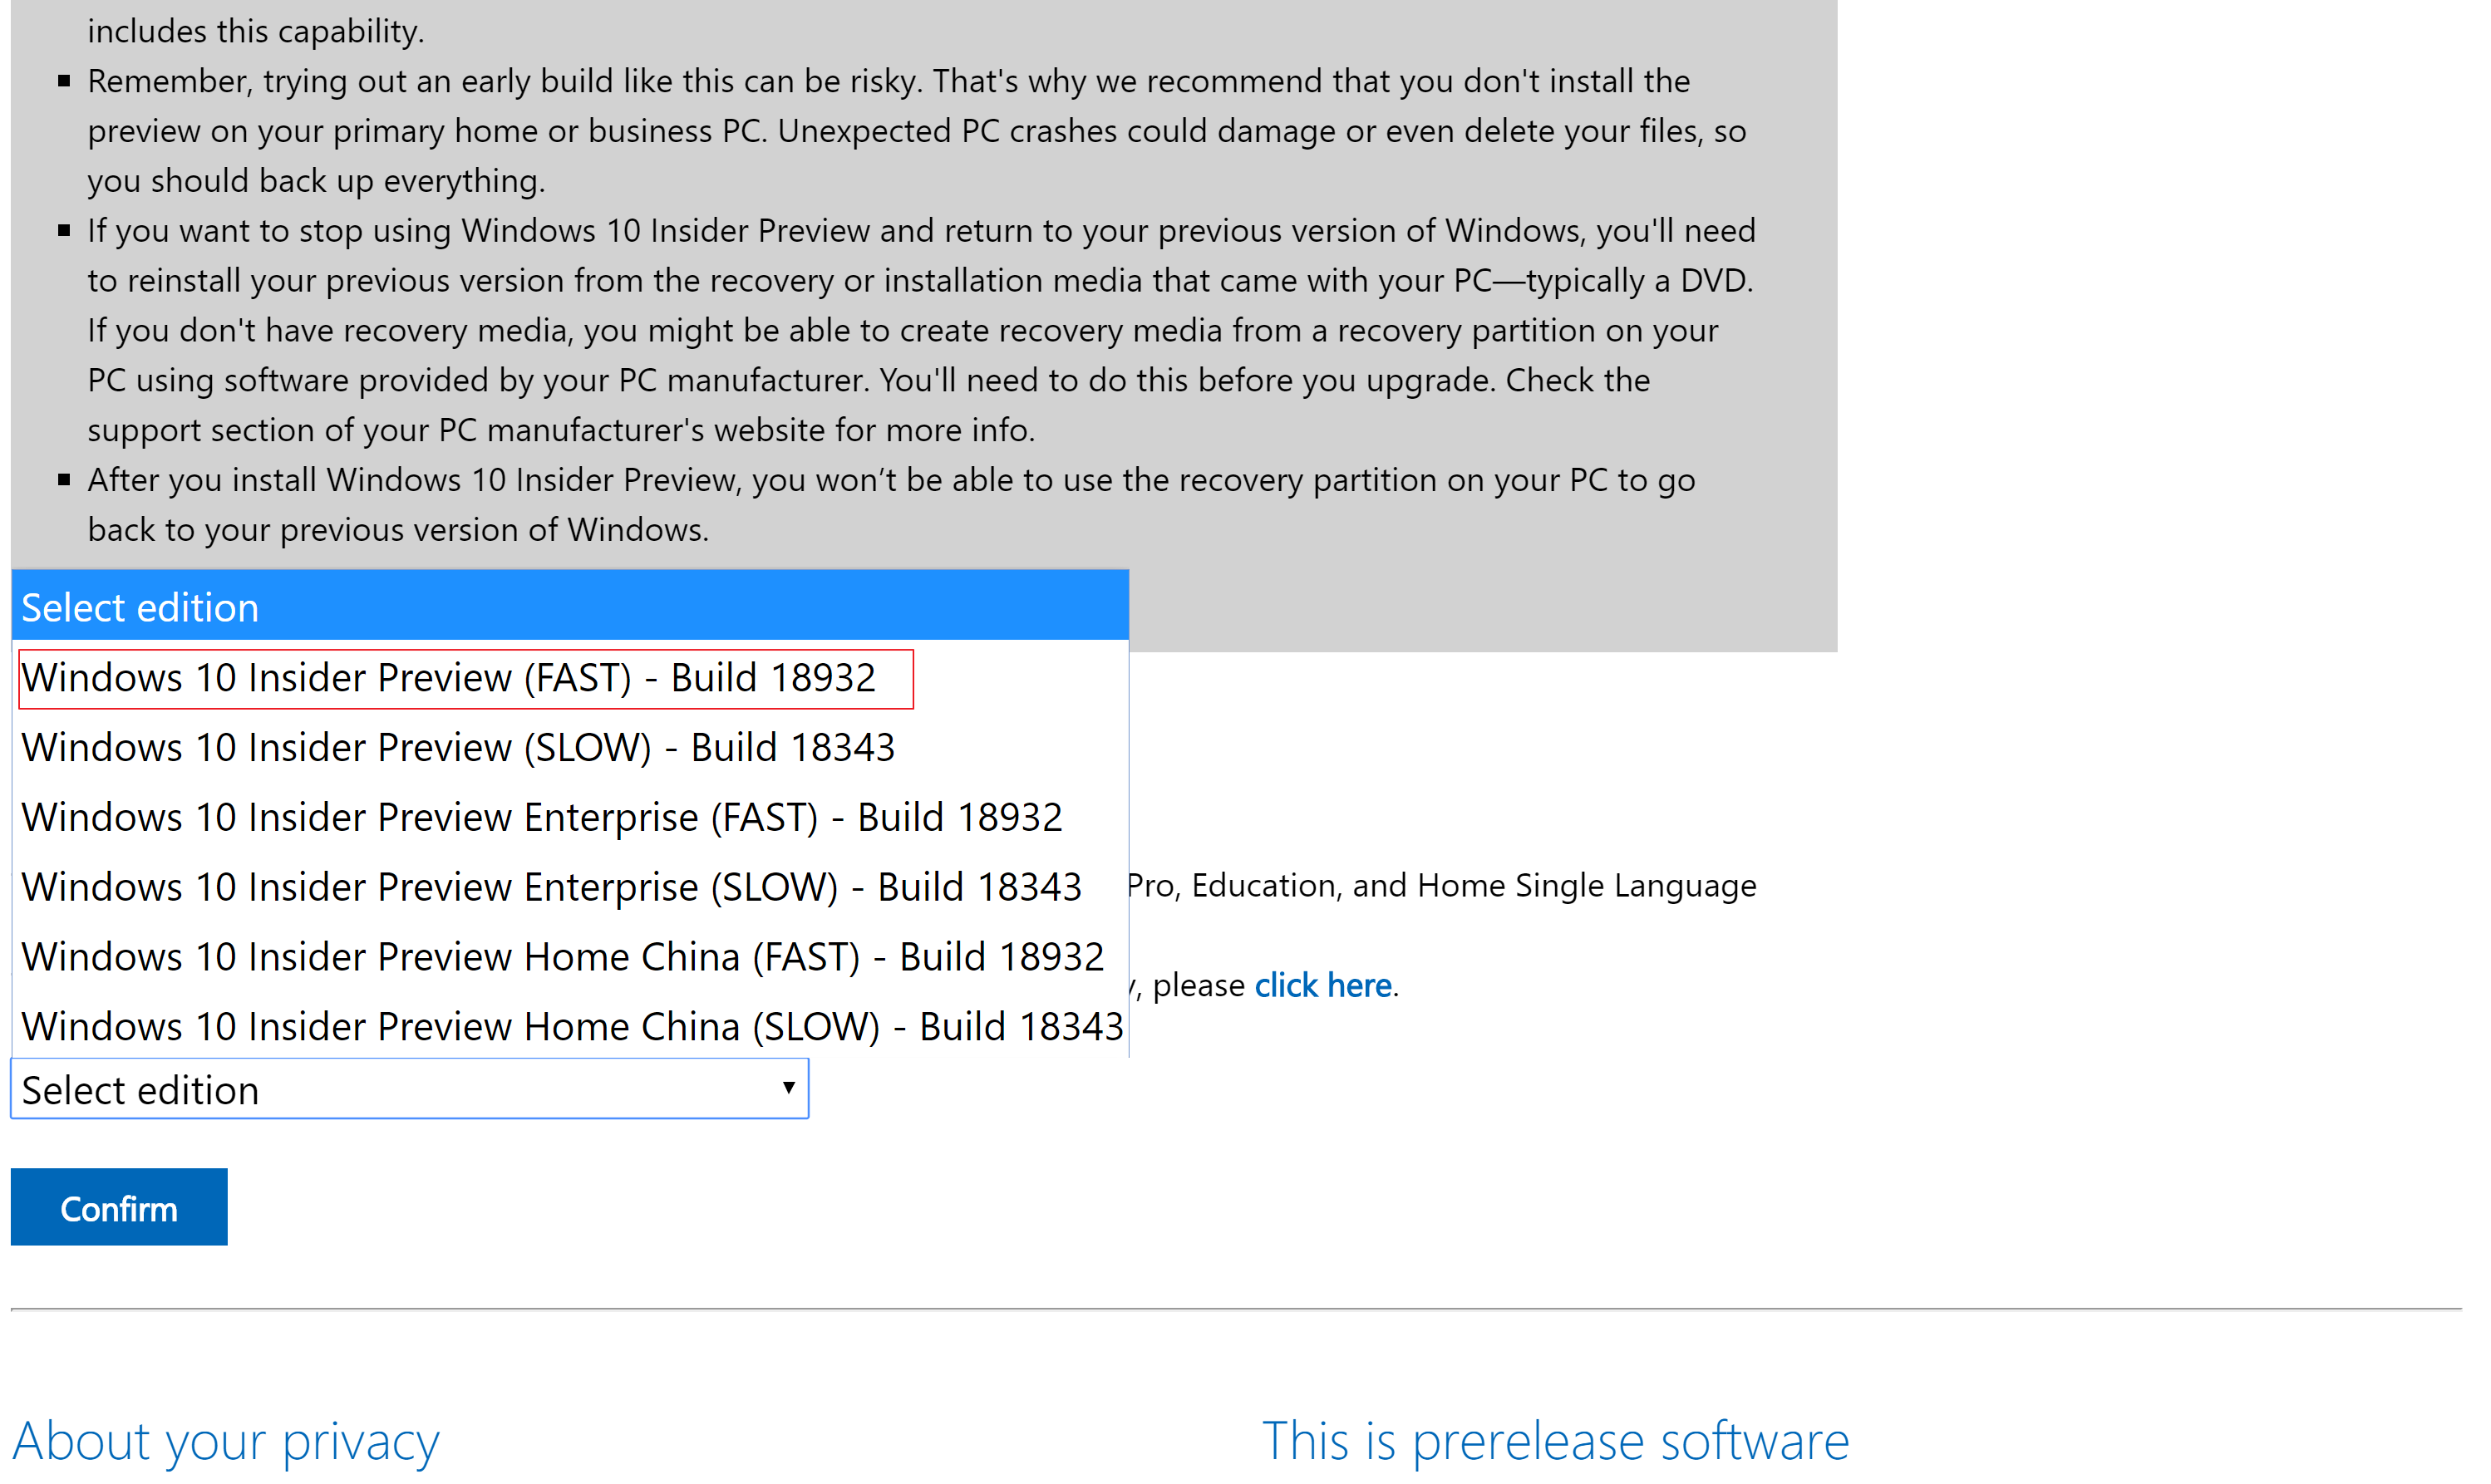 includes this capability.
Remember, trying out an early build like this can be risky. That's why we recommend that you don't install the
preview on your primary home or business PC. Unexpected PC crashes could damage or even delete your files, so
you should back up everything.
If you want to stop using Windows 10 Insider Preview and return to your previous version of Windows, you'll need
to reinstall your previous version from the recovery or installation media that came with your PC—typically a DVD.
If you don't have recovery media, you might be able to create recovery media from a recovery partition on your
PC using software provided by your PC manufacturer. You'll need to do this before you upgrade. Check the
support section of your PC manufacturer's website for more info.
After you install Windows 10 Insider Preview, you won’t be able to use the recovery partition on your PC to go
back to your previous version of Windows.
Select edition
Windows 10 Insider Preview (FAST) - Build 18932
Windows 10 Insider Preview (SLOW) - Build 18343
Windows 10 Insider Preview Enterprise (FAST) - Build 18932
Windows 10 Insider Preview Enterprise (SLOW) - Build 18343
Pro, Education, and Home Single Language
Windows 10 Insider Preview Home China (FAST) - Build 18932
, please click here.
Windows 10 Insider Preview Home China (SLOW) - Build 18343
Select edition
Confirm
About your privacy
This is prerelease software